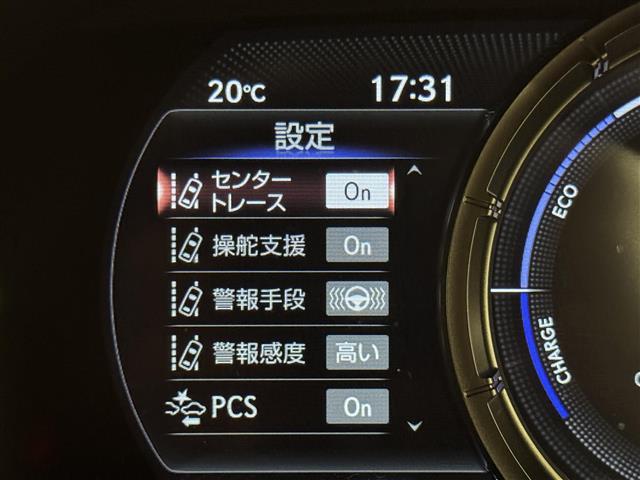 20℃ 17:31
設定
センター
トレース On
操舵支援 On
警報手段
警報感度 高い
PCS On
ECO
CHARGE